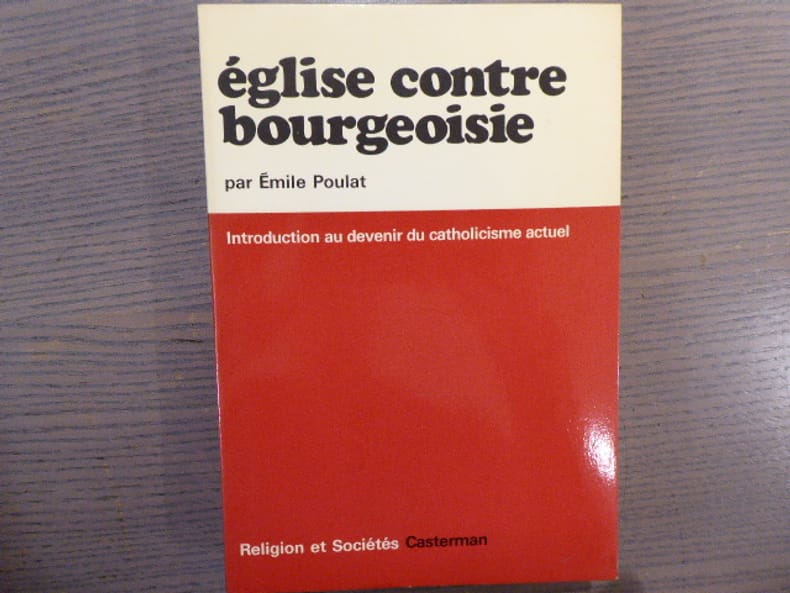 église contre
bourgeoisie
par Émile Poulat
Introduction au devenir du catholicisme actuel
Religion et Sociétés Casterman